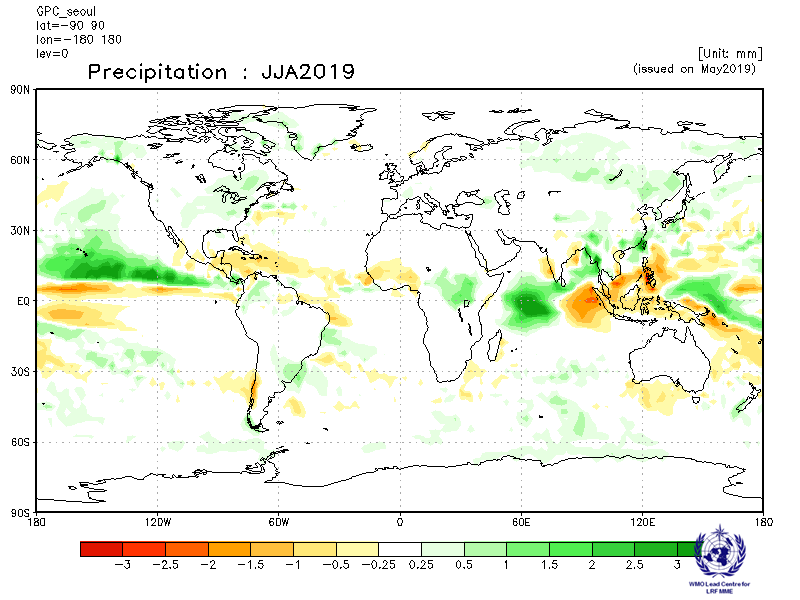 GPC_seoul
lat=-90 90
lon=-180 180
lev=0
[Unit: mm]
Precipitation : JJA2019
(issued on May2019)
90N
60N
30N
EQ
30S
60S
90S
180 120W 60W 0 60E 120E 180
-3 -2.5 -2 -1.5 -1 -0.5 -0.25 0.25 0.5 1 1.5 2 2.5 3
WMO Lead Centre for
LRF MME